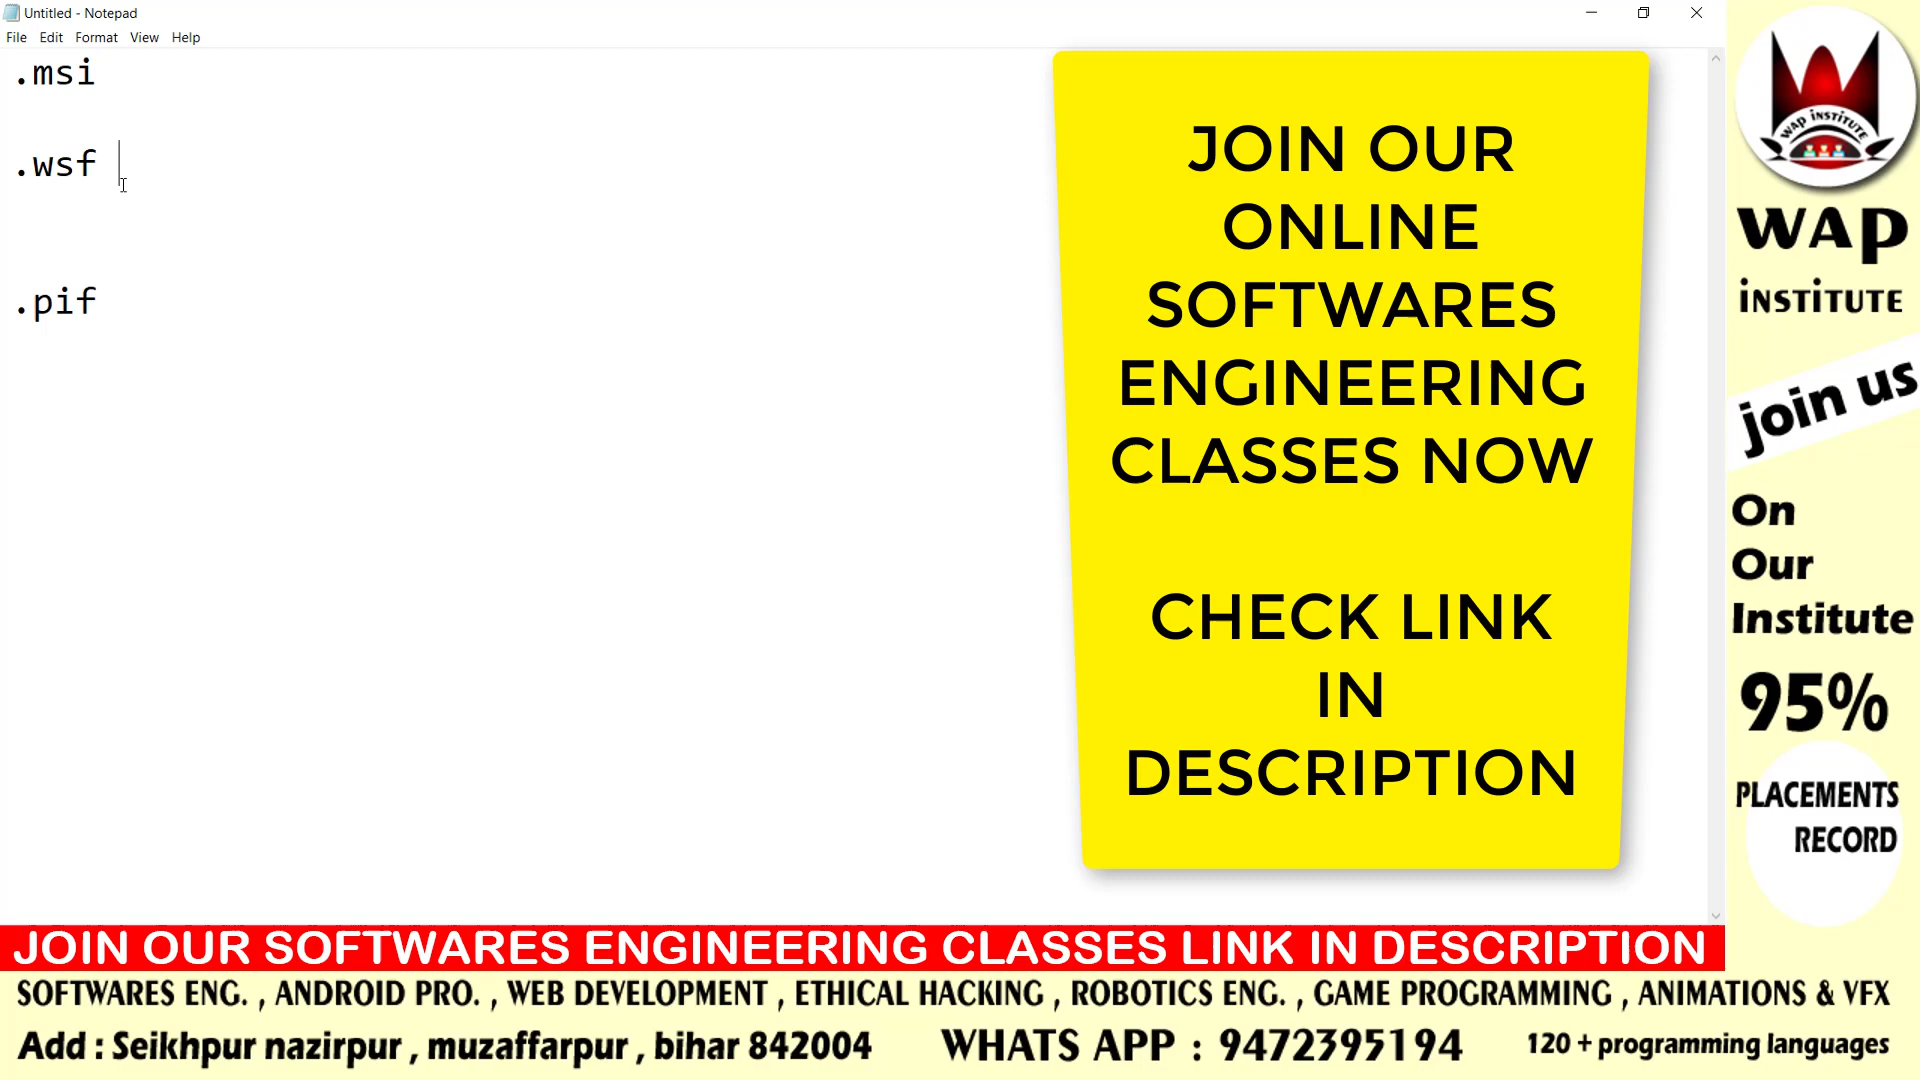 Untitled - Notepad
File Edit Format View Help
.msi
.wsf
.pif
JOIN OUR
ONLINE
SOFTWARES
ENGINEERING
CLASSES NOW
CHECK LINK
IN
DESCRIPTION
WAP INSTITUTE
WAP
INSTITUTE
join us
On
Our
Institute
95%
PLACEMENTS
RECORD
JOIN OUR SOFTWARES ENGINEERING CLASSES LINK IN DESCRIPTION
SOFTWARES ENG. , ANDROID PRO. , WEB DEVELOPMENT , ETHICAL HACKING , ROBOTICS ENG. , GAME PROGRAMMING , ANIMATIONS & VFX
Add : Seikhpur nazirpur , muzaffarpur , bihar 842004 WHATS APP : 9472395194 120 + programming languages